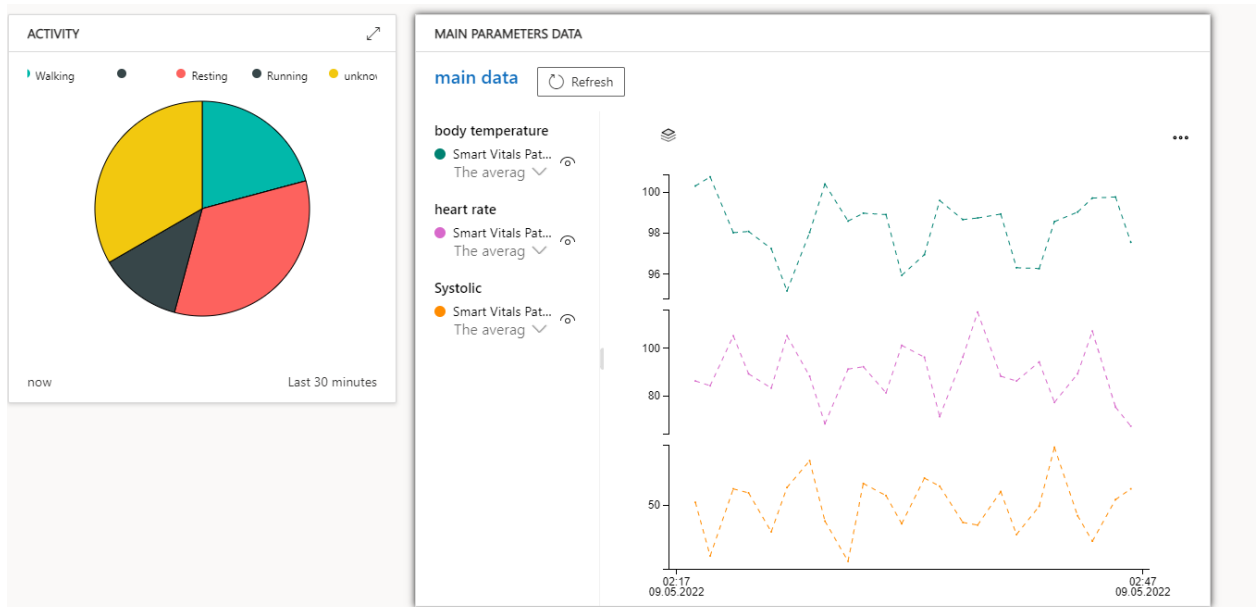 ACTIVITY
Walking
Resting
Running
unkno
now
Last 30 minutes
MAIN PARAMETERS DATA
main data
Refresh
body temperature
Smart Vitals Pat...
The averag
heart rate
Smart Vitals Pat...
The averag
Systolic
Smart Vitals Pat...
The averag
100
98
96
100
80
50
02:17
09.05.2022
02:47
09.05.2022